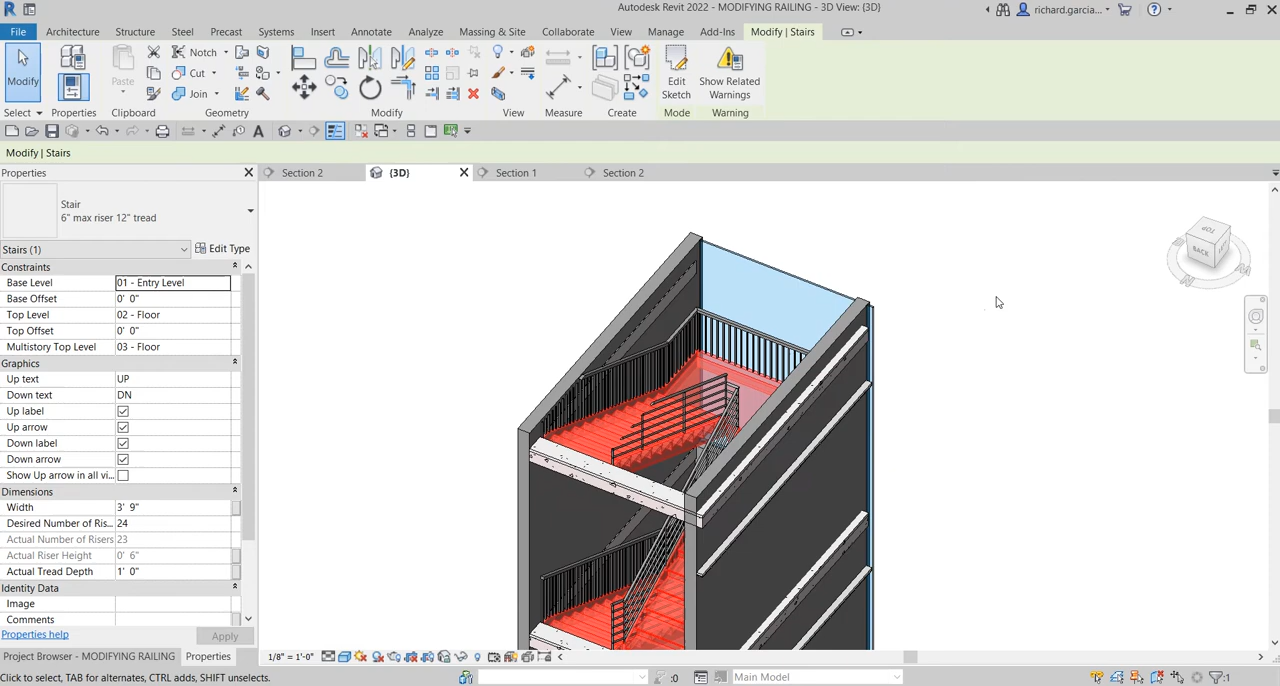 Autodesk Revit 2022 - MODIFYING RAILING - 3D View: {3D}
richard.garcia...
File Architecture Structure Steel Precast Systems Insert Annotate Analyze Massing & Site Collaborate View Manage Add-Ins Modify | Stairs
Modify
Paste
Notch
Cut
Join
Edit Sketch
Show Related Warnings
Select Properties Clipboard Geometry Modify View Measure Create Mode Warning
Modify | Stairs
Properties
Section 2 {3D} Section 1 Section 2
Stair
6" max riser 12" tread
Stairs (1) Edit Type
Constraints
Base Level 01 - Entry Level
Base Offset 0' 0"
Top Level 02 - Floor
Top Offset 0' 0"
Multistory Top Level 03 - Floor
Graphics
Up text UP
Down text DN
Up label
Up arrow
Down label
Down arrow
Show Up arrow in all vi...
Dimensions
Width 3' 9"
Desired Number of Ris... 24
Actual Number of Risers 23
Actual Riser Height 0' 6"
Actual Tread Depth 1' 0"
Identity Data
Image
Comments
Properties help Apply
Project Browser - MODIFYING RAILING Properties
1/8" = 1'-0"
Click to select, TAB for alternates, CTRL adds, SHIFT unselects.
:0
Main Model
:1
TOP
BACK